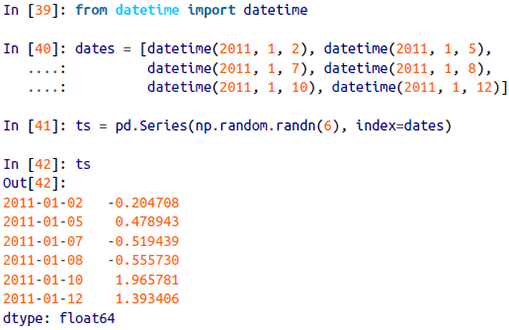 In [39]: from datetime import datetime
In [40]: dates = [datetime(2011, 1, 2), datetime(2011, 1, 5),
   ....:          datetime(2011, 1, 7), datetime(2011, 1, 8),
   ....:          datetime(2011, 1, 10), datetime(2011, 1, 12)]
In [41]: ts = pd.Series(np.random.randn(6), index=dates)
In [42]: ts
Out[42]:
2011-01-02   -0.204708
2011-01-05    0.478943
2011-01-07   -0.519439
2011-01-08   -0.555730
2011-01-10    1.965781
2011-01-12    1.393406
dtype: float64